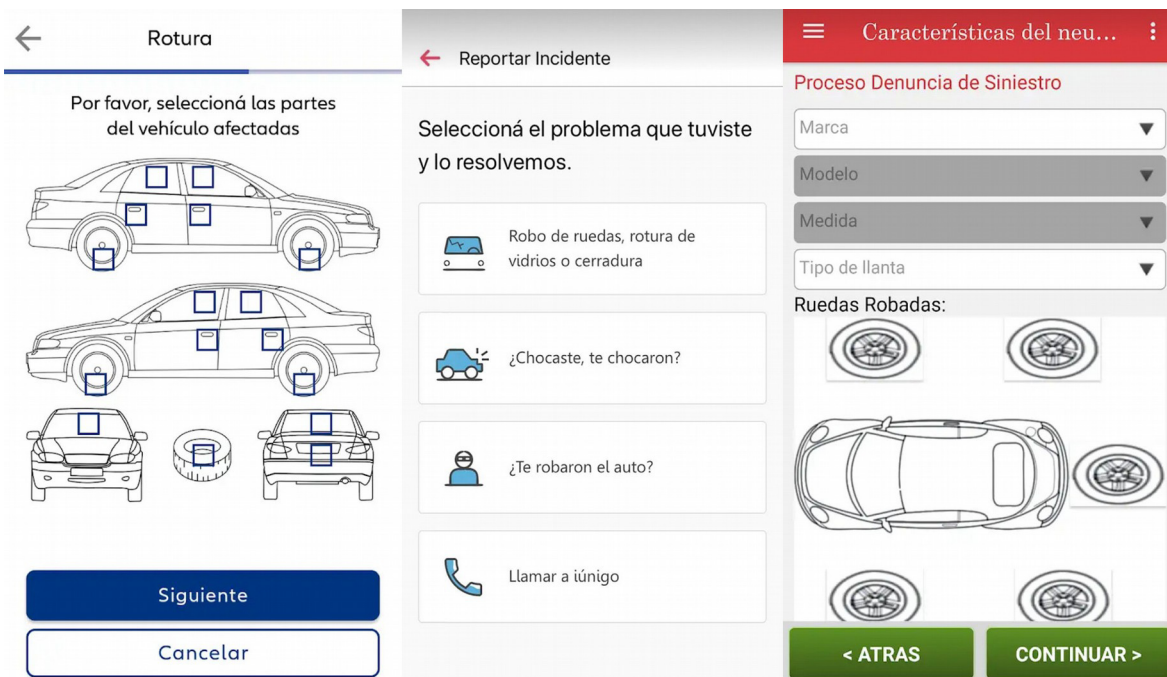 Rotura
Por favor, seleccioná las partes
del vehículo afectadas
Siguiente
Cancelar
Reportar Incidente
Seleccioná el problema que tuviste
y lo resolvemos.
Robo de ruedas, rotura de
vidrios o cerradura
¿Chocaste, te chocaron?
¿Te robaron el auto?
Llamar a iúnigo
Características del neu...
Proceso Denuncia de Siniestro
Marca
Modelo
Medida
Tipo de llanta
Ruedas Robadas:
< ATRAS
CONTINUAR >